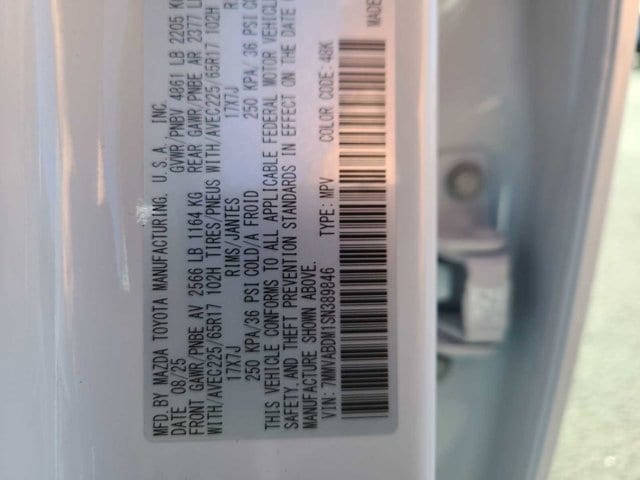 MFD. BY MAZDA TOYOTA MANUFACTURING, U.S.A., INC.
DATE 08/25 GVWR/PNBV 4861 LB 2205
FRONT GAWR/PNBE AV 2566 LB 1164 KG REAR GAWR/PNBE AR 2377
WITH/AVEC225/65R17 102H TIRES/PNEUS WITH/AVEC225/65R17 102H
17X7J RIMS/JANTES 17X7J
250 KPA/36 PSI COLD/A FROID 250 KPA/36 PSI
THIS VEHICLE CONFORMS TO ALL APPLICABLE FEDERAL MOTOR VEHICLE
SAFETY, AND THEFT PREVENTION STANDARDS IN EFFECT ON THE DATE OF
MANUFACTURE SHOWN ABOVE.
VIN: 7MMVABDM1SN389846 TYPE: MPV COLOR CODE: 48K
MADE